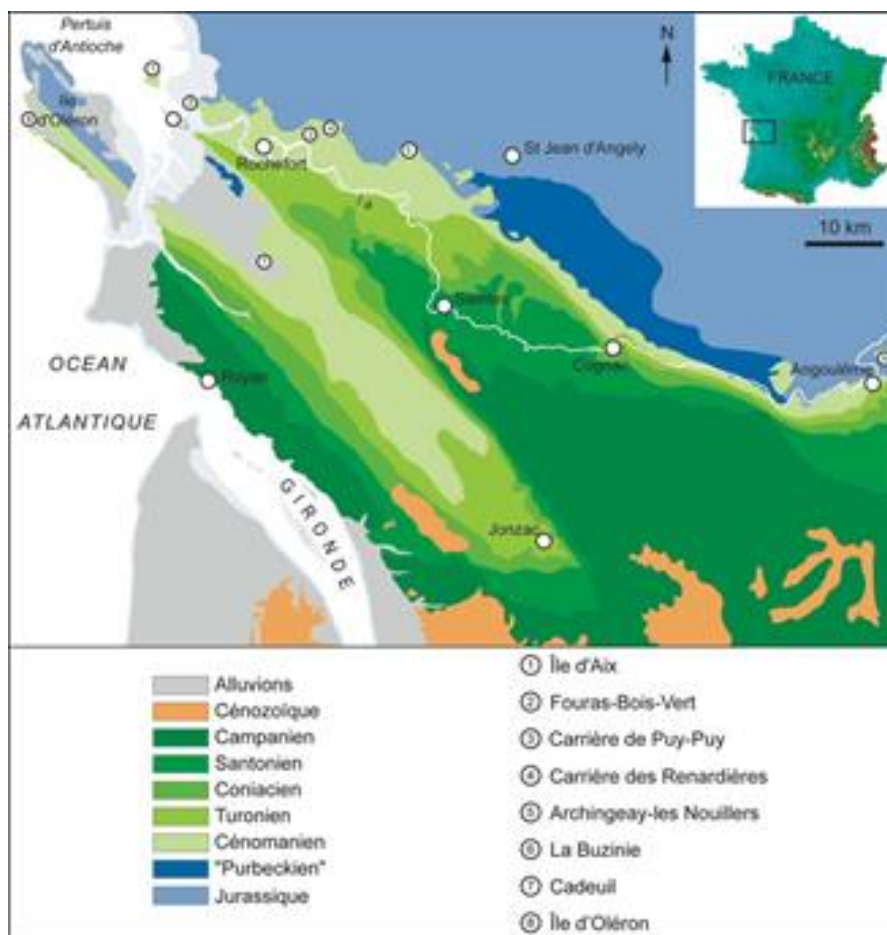 Pertuis
d'Antioche
N
FRANCE
Ile
d'Oléron
Rochefort
St Jean d'Angely
10 km
Saintes
Cognac
Angoulême
OCEAN
ATLANTIQUE
Royan
GIRONDE
Jonzac
Alluvions
Cénozoïque
Campanien
Santonien
Coniacien
Turonien
Cénomanien
"Purbeckien"
Jurassique
① Île d'Aix
② Fouras-Bois-Vert
③ Carrière de Puy-Puy
④ Carrière des Renardières
⑤ Archingeay-les Nouillers
⑥ La Buzinie
⑦ Cadeuil
⑧ Île d'Oléron